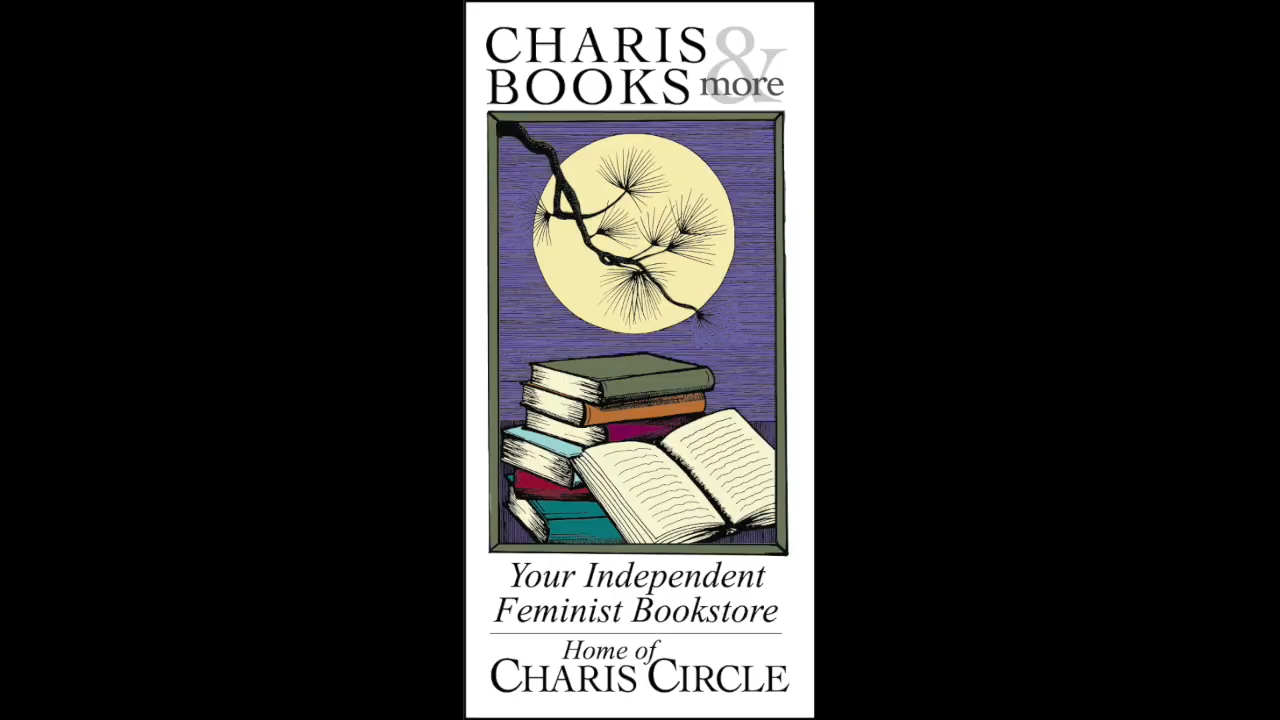 CHARIS &
BOOKS more
Your Independent
Feminist Bookstore
Home of
CHARIS CIRCLE